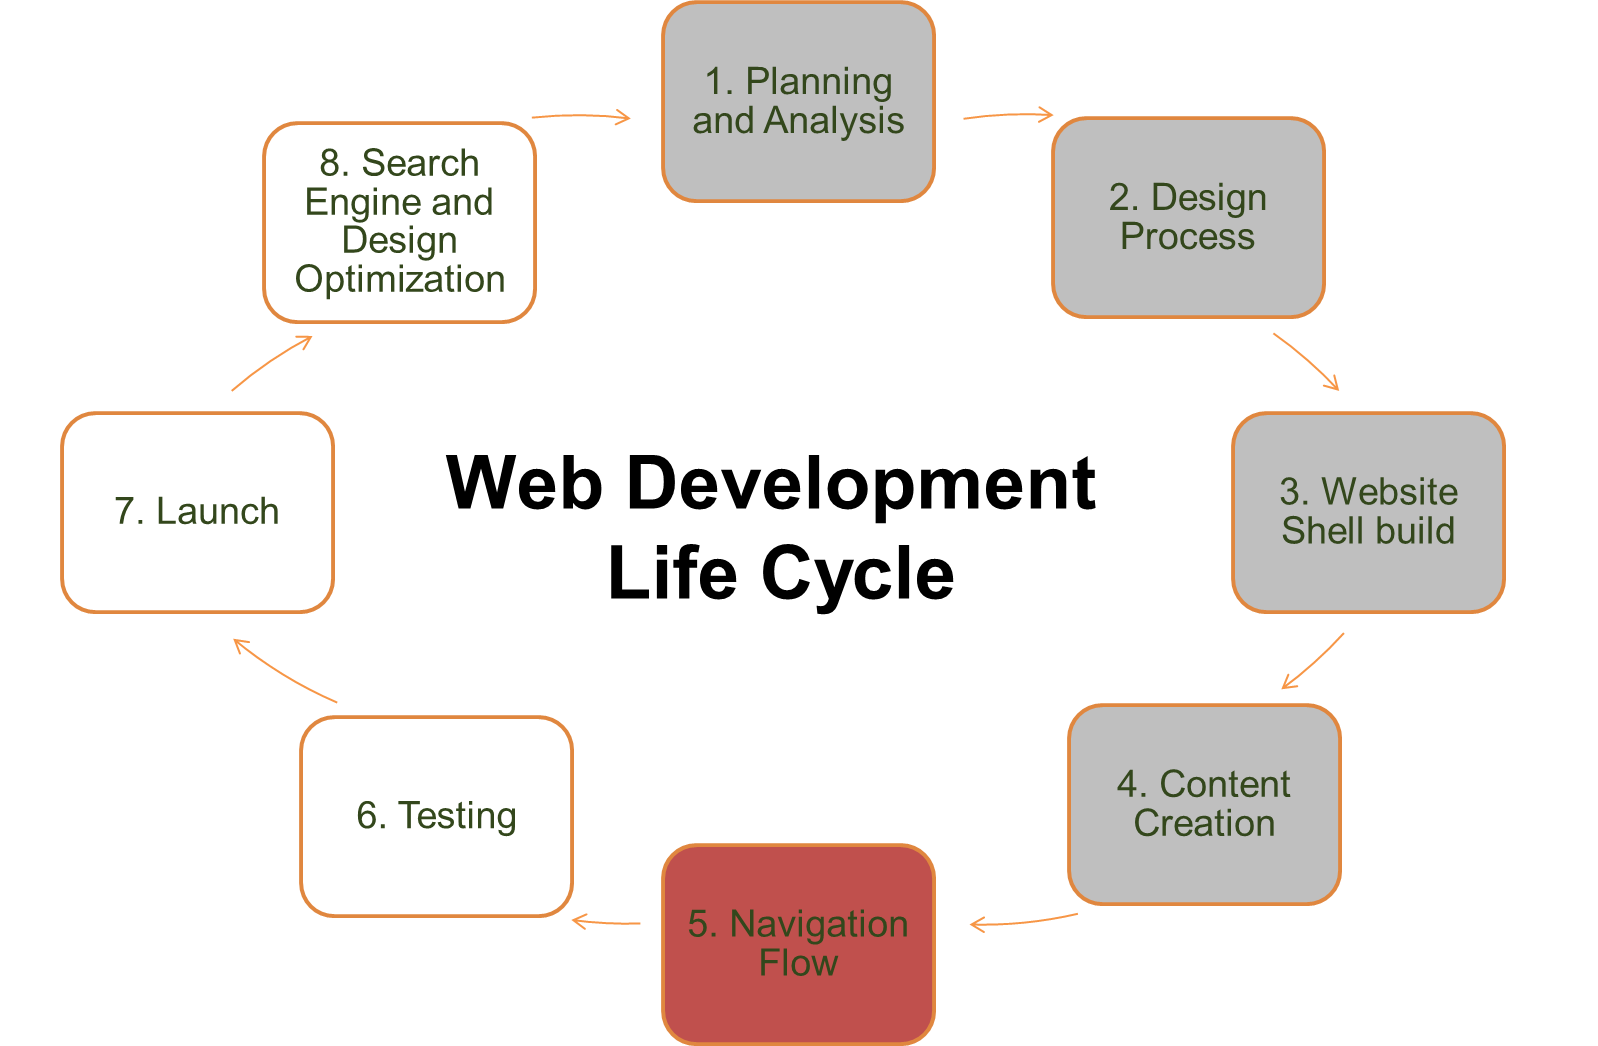 1. Planning
and Analysis
2. Design
Process
3. Website
Shell build
4. Content
Creation
5. Navigation
Flow
6. Testing
7. Launch
8. Search
Engine and
Design
Optimization
Web Development
Life Cycle